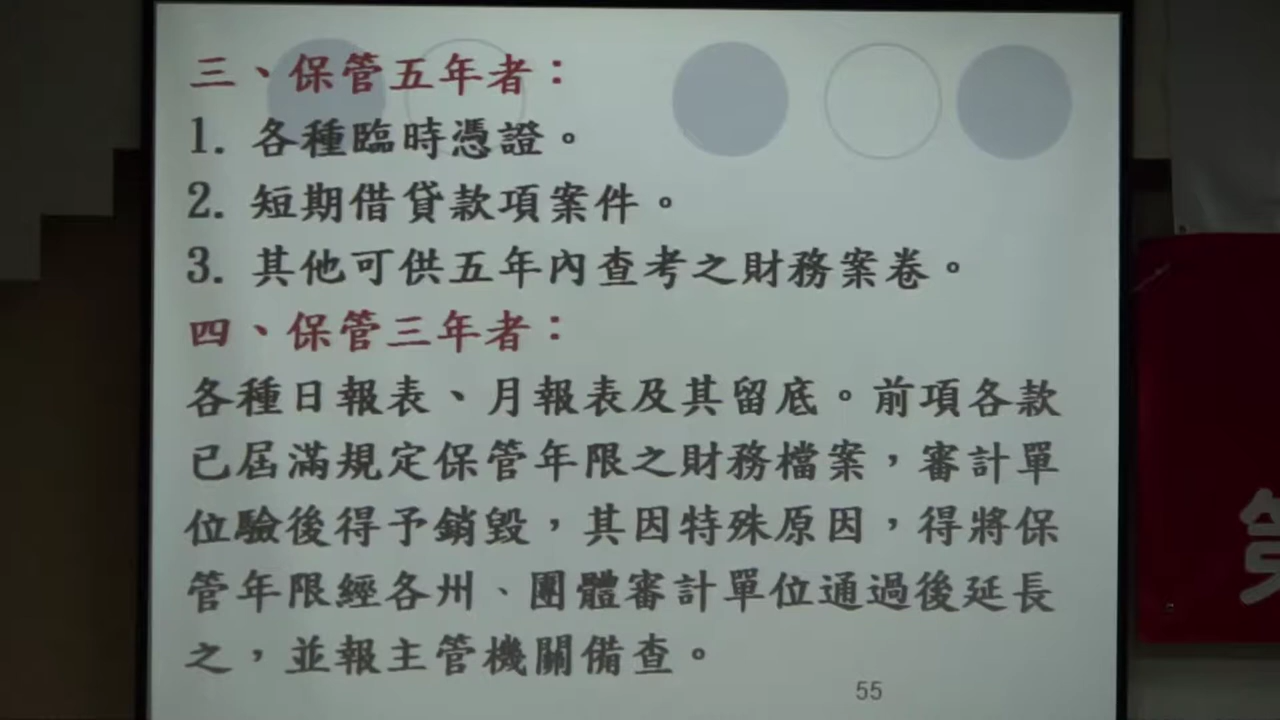 三、保管五年者：
1. 各種臨時憑證。
2. 短期借貸款項案件。
3. 其他可供五年內查考之財務案卷。
四、保管三年者：
各種日報表、月報表及其留底。前項各款
已屆滿規定保管年限之財務檔案，審計單
位驗後得予銷毀，其因特殊原因，得將保
管年限經各州、團體審計單位通過後延長
之，並報主管機關備查。
55